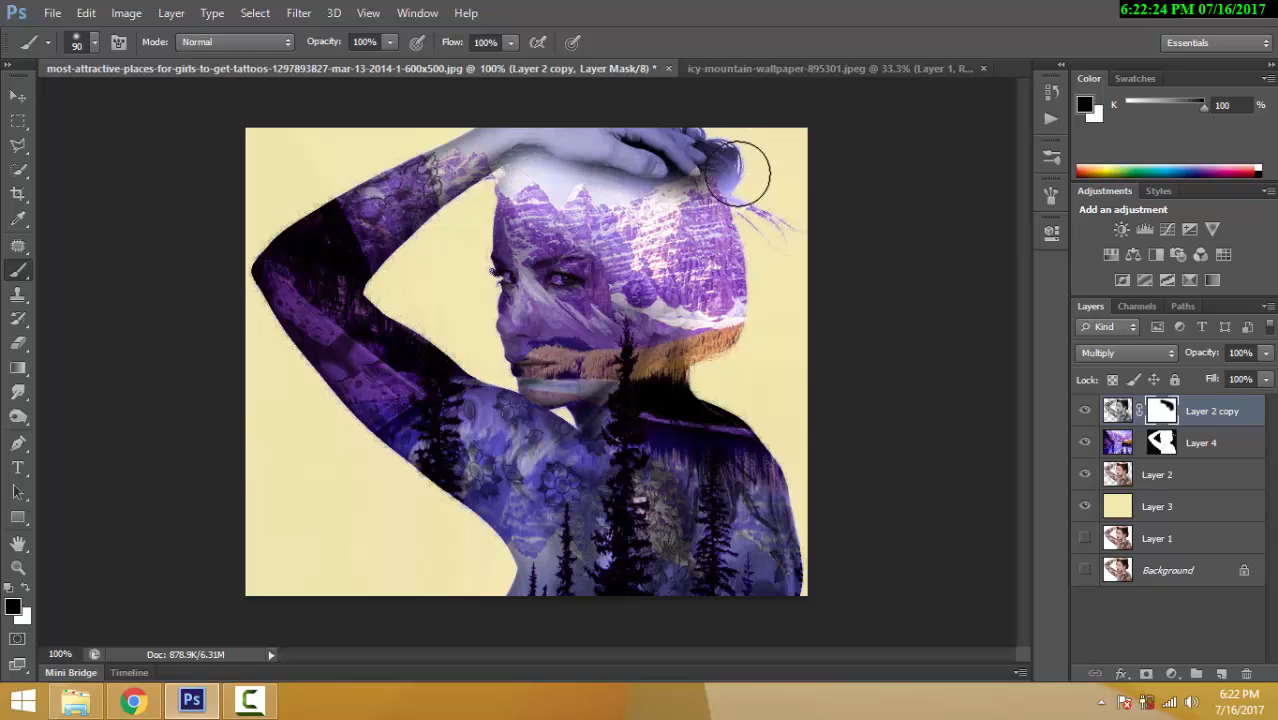 6:22:24 PM 07/16/2017
Ps File Edit Image Layer Type Select Filter 3D View Window Help
90 Mode: Normal Opacity: 100% Flow: 100% Essentials
most-attractive-places-for-girls-to-get-tattoos-1297893827-mar-13-2014-1-600x500.jpg @ 100% (Layer 2 copy, Layer Mask/8) * × icy-mountain-wallpaper-895301.jpeg @ 33.3% (Layer 1, R... ×
Color Swatches
K 100 %
Adjustments Styles
Add an adjustment
Layers Channels Paths
Kind
Multiply Opacity: 100%
Lock: Fill: 100%
Layer 2 copy
Layer 4
Layer 2
Layer 3
Layer 1
Background
100% Doc: 878.9K/6.31M
Mini Bridge Timeline
Ps 6:22 PM
7/16/2017